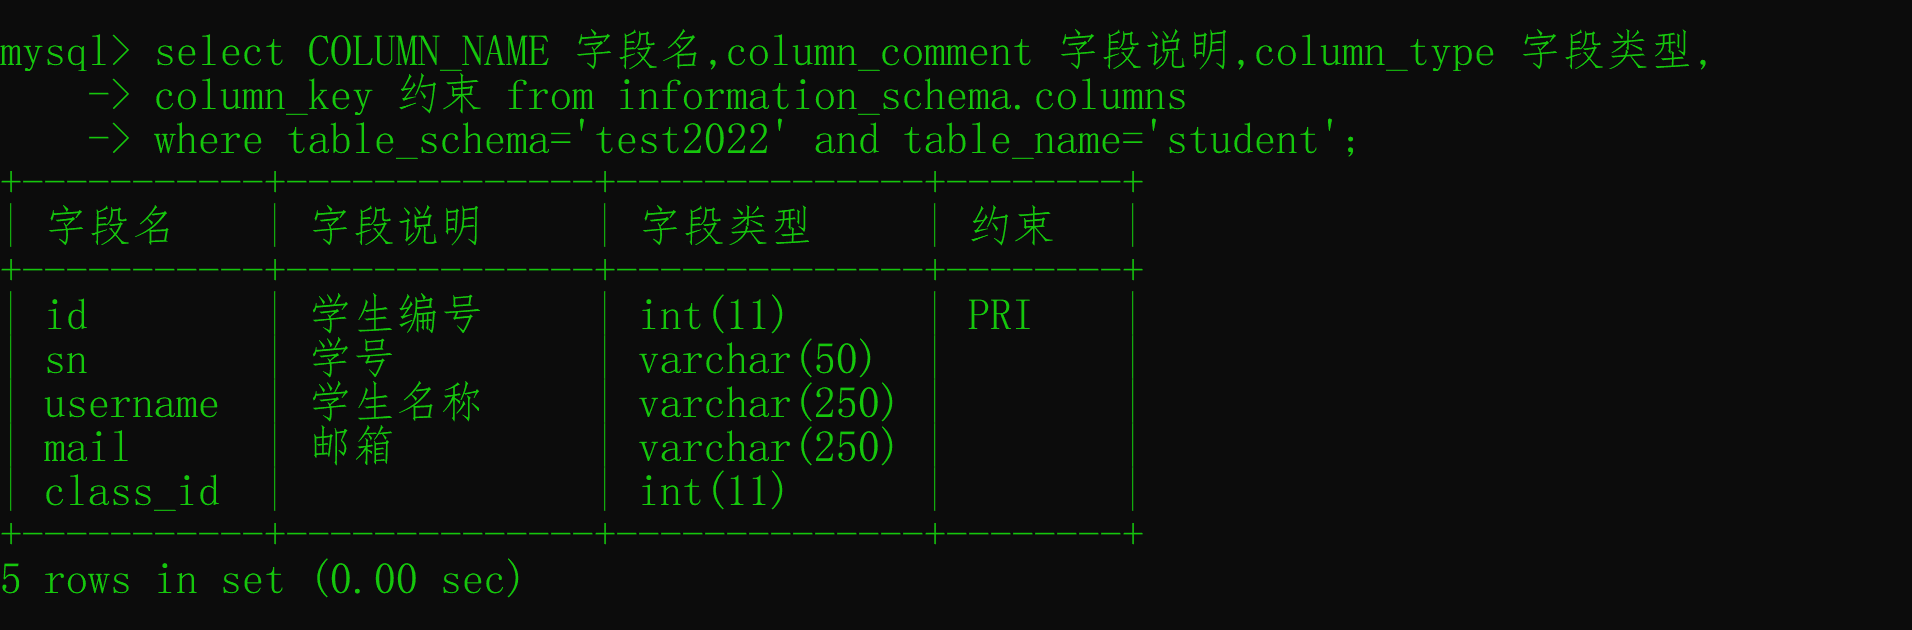 mysql> select COLUMN_NAME 字段名,column_comment 字段说明,column_type 字段类型,
    -> column_key 约束 from information_schema.columns
    -> where table_schema='test2022' and table_name='student';
+-----------+--------------+--------------+--------+
| 字段名 | 字段说明 | 字段类型 | 约束 |
+-----------+--------------+--------------+--------+
| id | 学生编号 | int(11) | PRI |
| sn | 学号 | varchar(50) | |
| username | 学生名称 | varchar(250) | |
| mail | 邮箱 | varchar(250) | |
| class_id | | int(11) | |
+-----------+--------------+--------------+--------+
5 rows in set (0.00 sec)